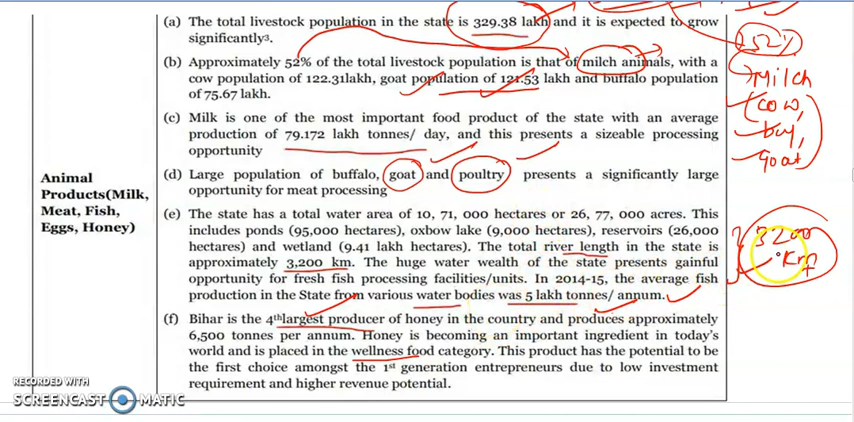 (a) The total livestock population in the state is 329.38 lakh and it is expected to grow
significantly³.
(b) Approximately 52% of the total livestock population is that of milch animals, with a
cow population of 122.31lakh, goat population of 121.53 lakh and buffalo population
of 75.67 lakh.
(c) Milk is one of the most important food product of the state with an average
production of 79.172 lakh tonnes/ day, and this presents a sizeable processing
opportunity
(d) Large population of buffalo, goat and poultry presents a significantly large
opportunity for meat processing
Animal
Products(Milk,
Meat, Fish,
Eggs, Honey)
(e) The state has a total water area of 10, 71, 000 hectares or 26, 77, 000 acres. This
includes ponds (95,000 hectares), oxbow lake (9,000 hectares), reservoirs (26,000
hectares) and wetland (9.41 lakh hectares). The total river length in the state is
approximately 3,200 km. The huge water wealth of the state presents gainful
opportunity for fresh fish processing facilities/units. In 2014-15, the average fish
production in the State from various water bodies was 5 lakh tonnes/ annum.
(f) Bihar is the 4th largest producer of honey in the country and produces approximately
6,500 tonnes per annum. Honey is becoming an important ingredient in today's
world and is placed in the wellness food category. This product has the potential to be
the first choice amongst the 1st generation entrepreneurs due to low investment
requirement and higher revenue potential.
52%
Milch
(cow,
buf,
Goat)
3200
Km
RECORDED WITH
SCREENCAST MATIC